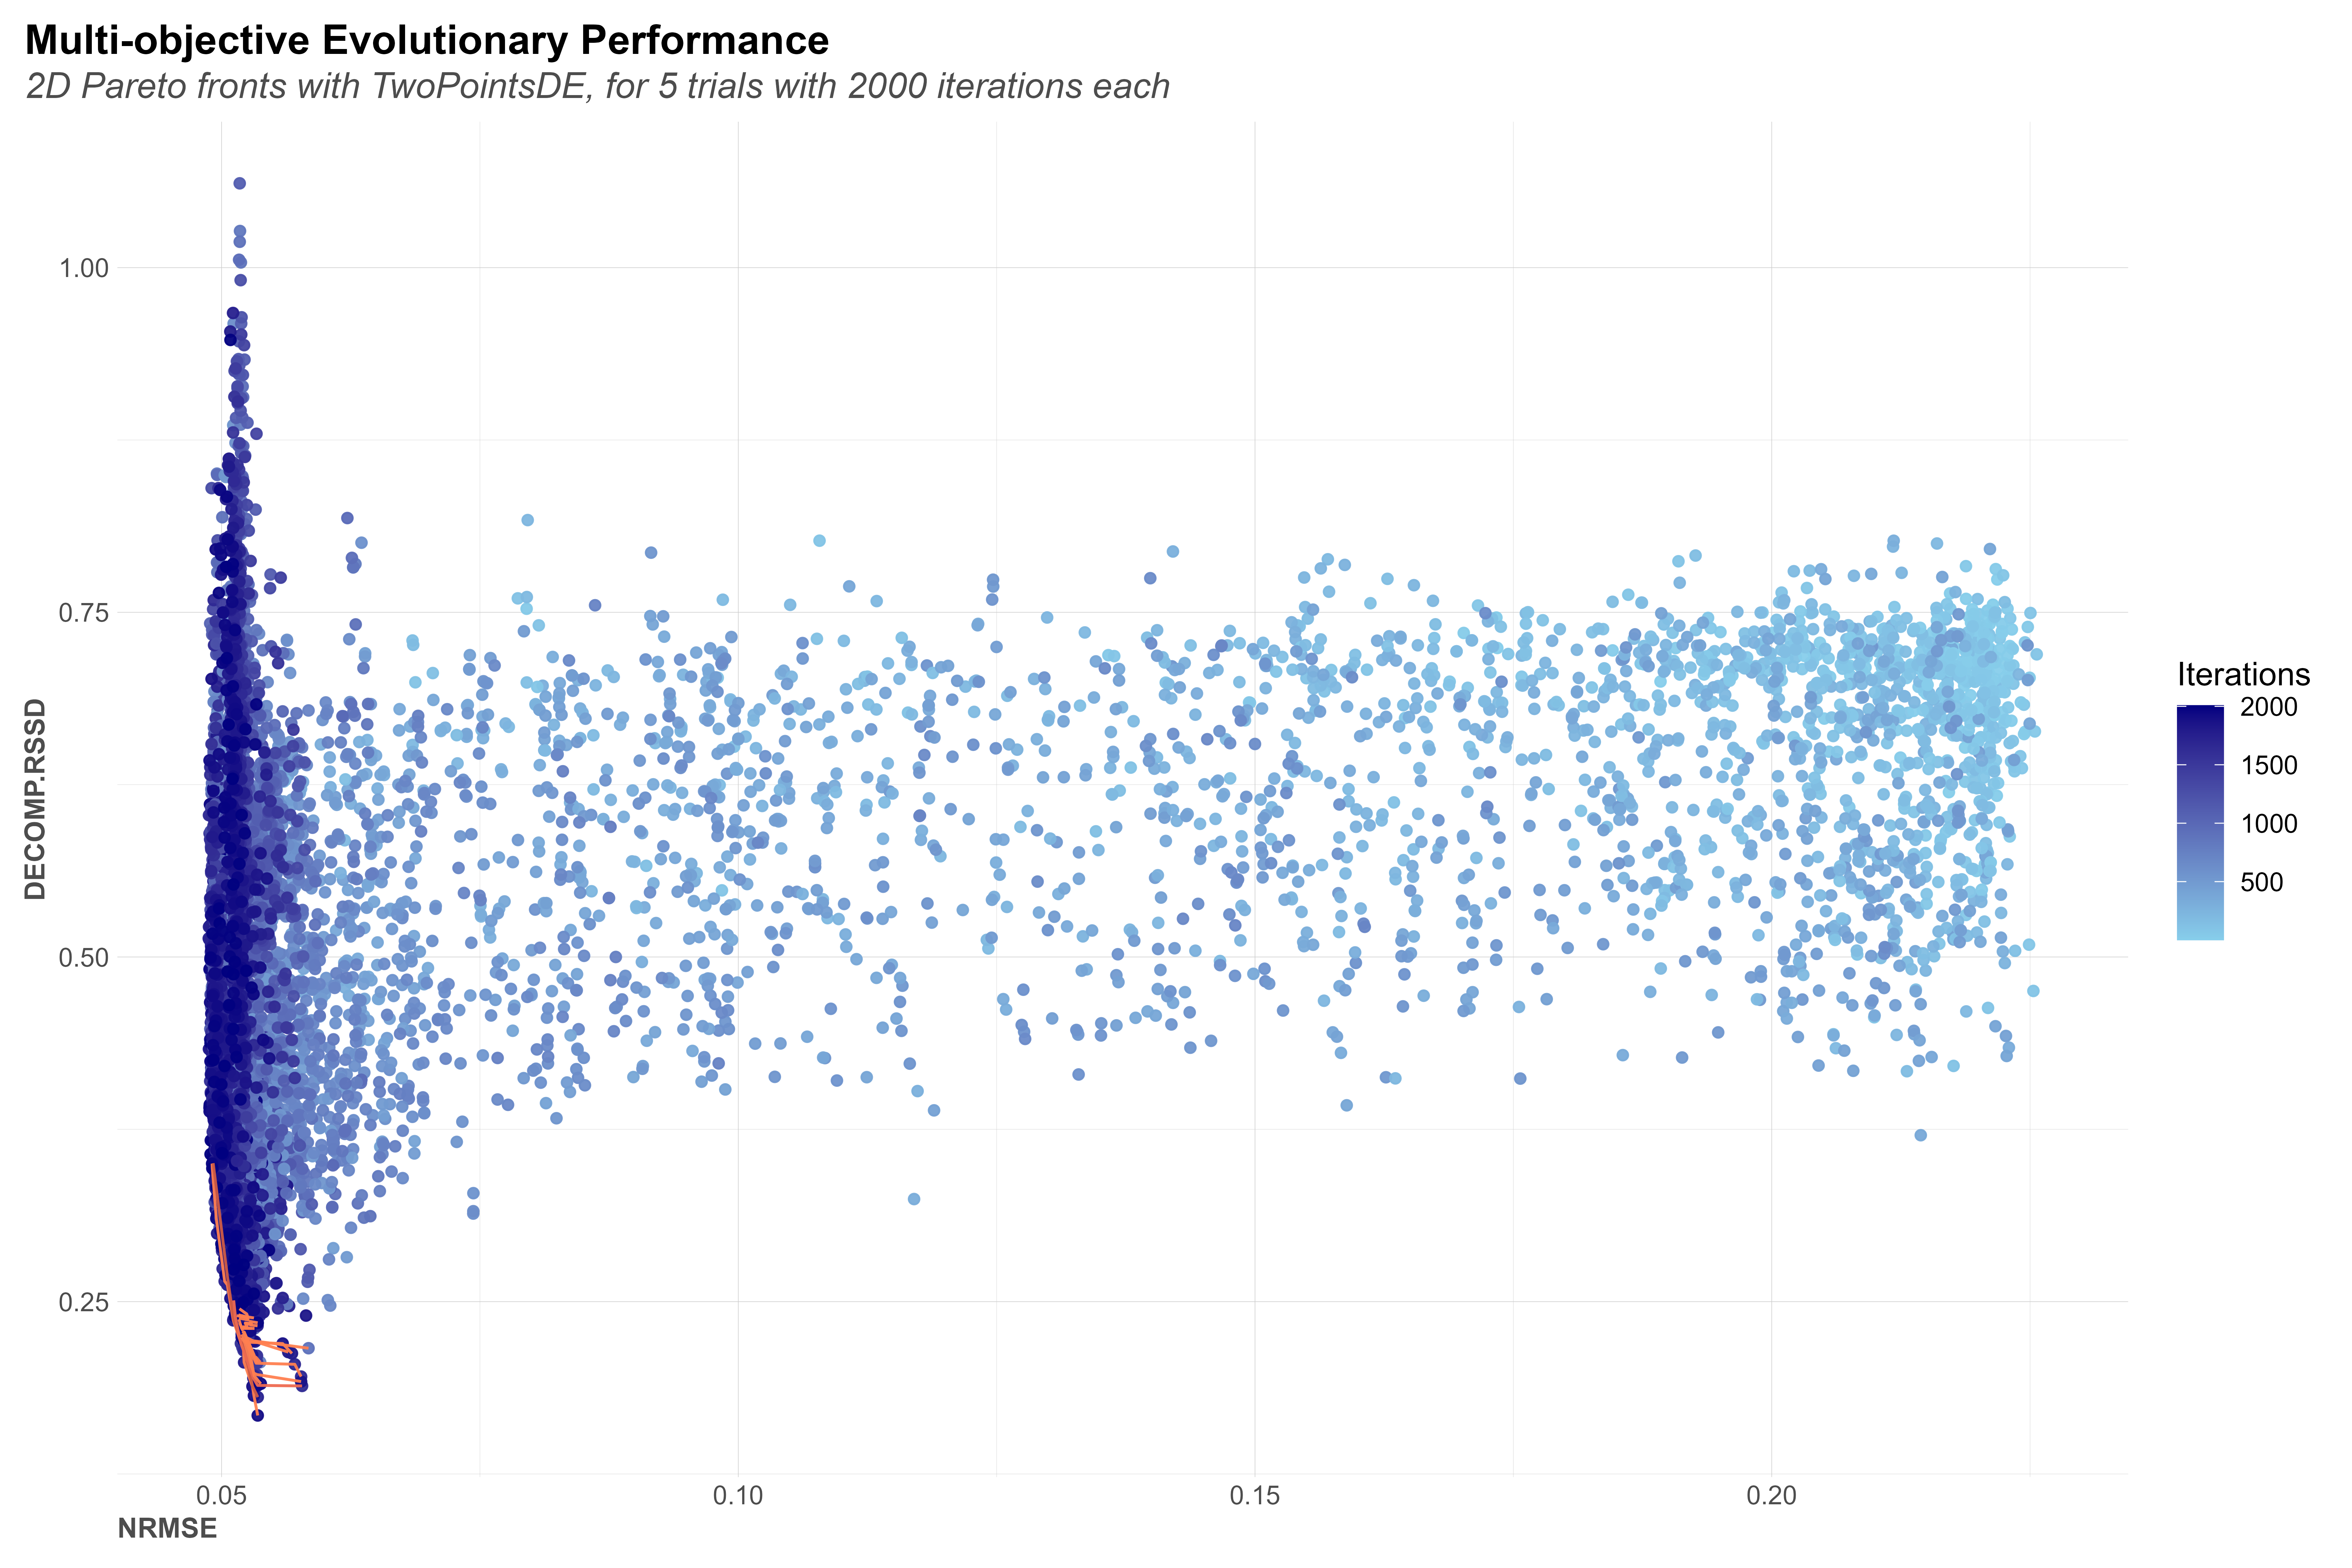 Multi-objective Evolutionary Performance
2D Pareto fronts with TwoPointsDE, for 5 trials with 2000 iterations each
1.00
0.75
0.50
0.25
DECOMP.RSSD
0.05
0.10
0.15
0.20
NRMSE
Iterations
2000
1500
1000
500